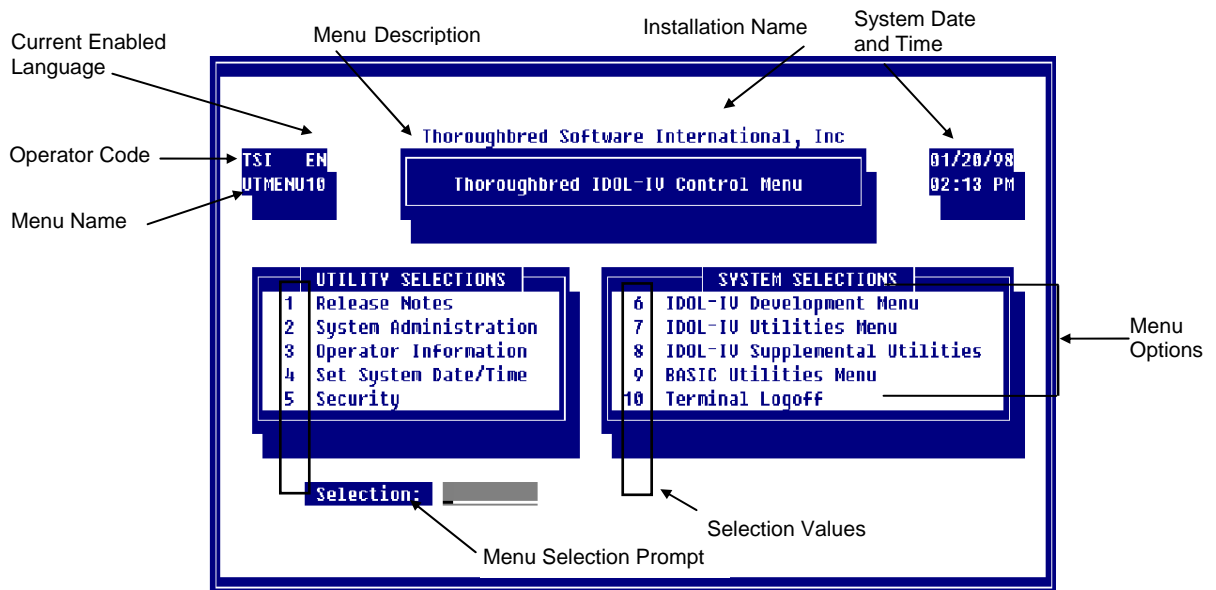 Current Enabled
Language
Menu Description
Installation Name
System Date
and Time
Operator Code
Menu Name
Thoroughbred Software International, Inc
TSI EN
UTMENU10
Thoroughbred IDOL-IV Control Menu
01/20/98
02:13 PM
UTILITY SELECTIONS
1 Release Notes
2 System Administration
3 Operator Information
4 Set System Date/Time
5 Security
SYSTEM SELECTIONS
6 IDOL-IV Development Menu
7 IDOL-IV Utilities Menu
8 IDOL-IV Supplemental Utilities
9 BASIC Utilities Menu
10 Terminal Logoff
Menu
Options
Selection:
Selection Values
Menu Selection Prompt